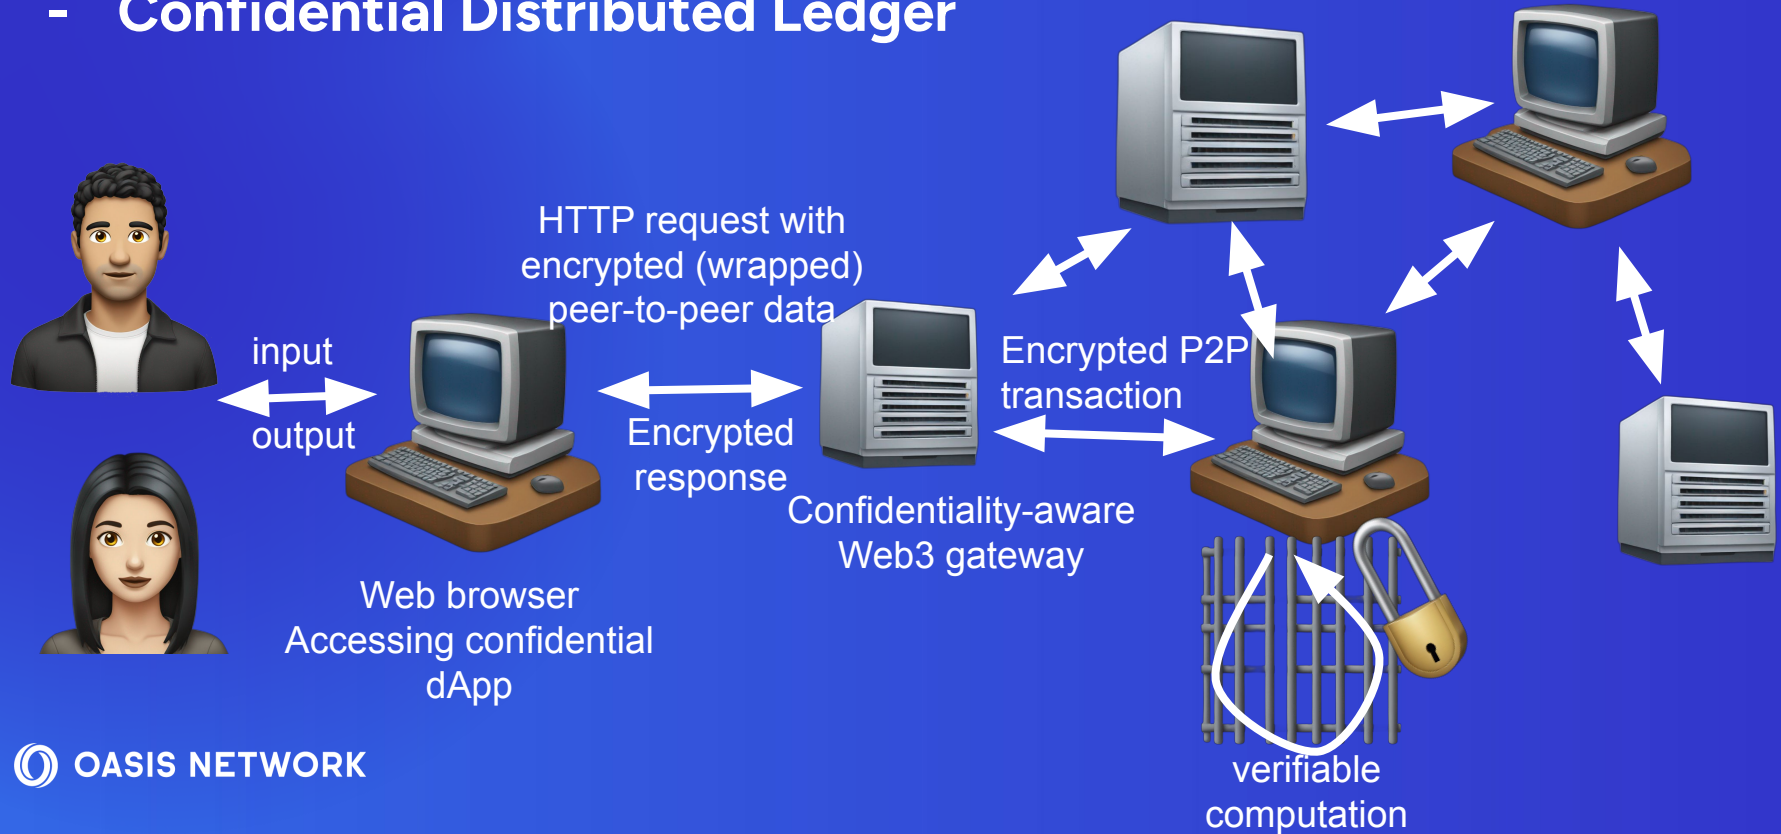 - Confidential Distributed Ledger
HTTP request with
encrypted (wrapped)
peer-to-peer data
input
output
Encrypted
response
Encrypted P2P
transaction
Confidentiality-aware
Web3 gateway
Web browser
Accessing confidential
dApp
verifiable
computation
OASIS NETWORK